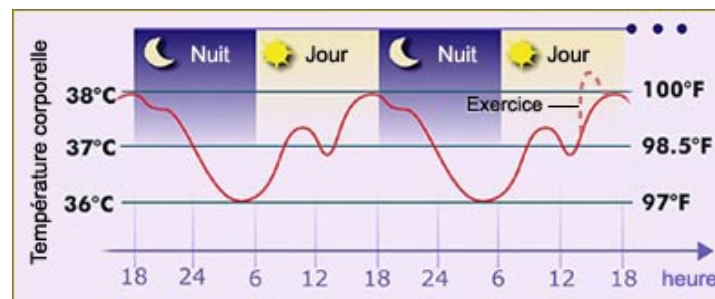 Nuit
Jour
Nuit
Jour
Température corporelle
38°C
37°C
36°C
100°F
98.5°F
97°F
Exercice
18 24 6 12 18 24 6 12 18 heure